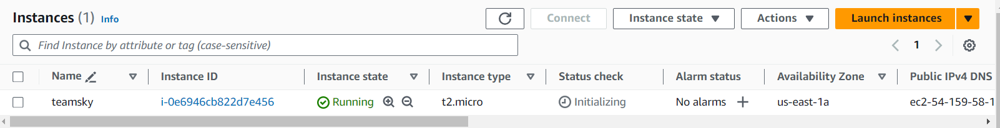 Instances (1) Info Connect Instance state Actions Launch instances
Find Instance by attribute or tag (case-sensitive) 1
Name Instance ID Instance state Instance type Status check Alarm status Availability Zone Public IPv4 DNS
teamsky i-0e6946cb822d7e456 Running t2.micro Initializing No alarms us-east-1a ec2-54-159-58-1